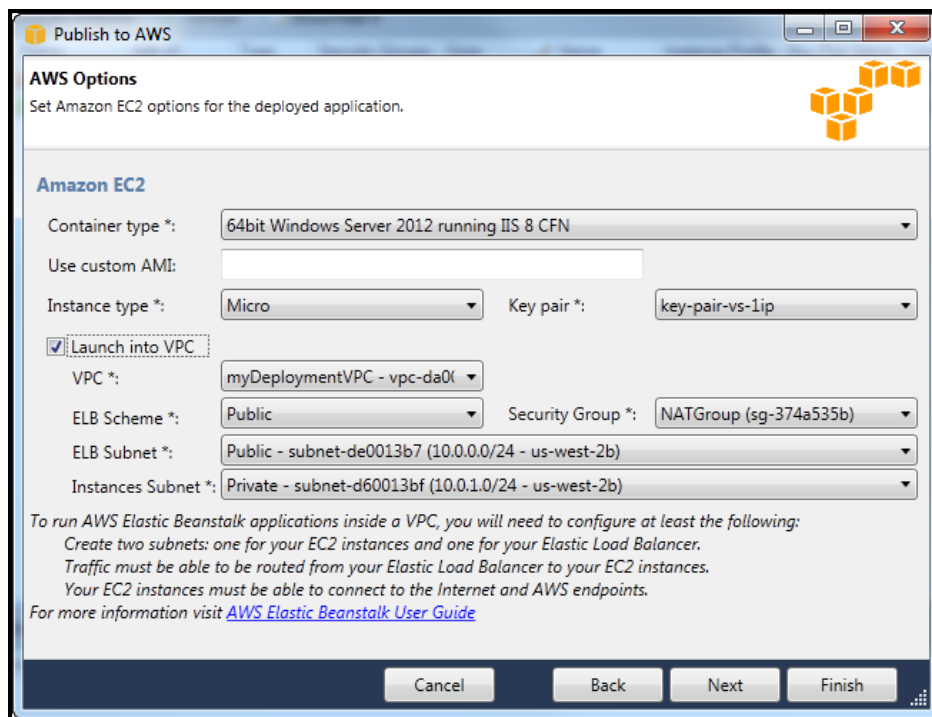 Publish to AWS
AWS Options
Set Amazon EC2 options for the deployed application.
Amazon EC2
Container type *: 64bit Windows Server 2012 running IIS 8 CFN
Use custom AMI:
Instance type *: Micro Key pair *: key-pair-vs-1ip
Launch into VPC
VPC *: myDeploymentVPC - vpc-da0(
ELB Scheme *: Public Security Group *: NATGroup (sg-374a535b)
ELB Subnet *: Public - subnet-de0013b7 (10.0.0.0/24 - us-west-2b)
Instances Subnet *: Private - subnet-d60013bf (10.0.1.0/24 - us-west-2b)
To run AWS Elastic Beanstalk applications inside a VPC, you will need to configure at least the following:
Create two subnets: one for your EC2 instances and one for your Elastic Load Balancer.
Traffic must be able to be routed from your Elastic Load Balancer to your EC2 instances.
Your EC2 instances must be able to connect to the Internet and AWS endpoints.
For more information visit AWS Elastic Beanstalk User Guide
Cancel Back Next Finish